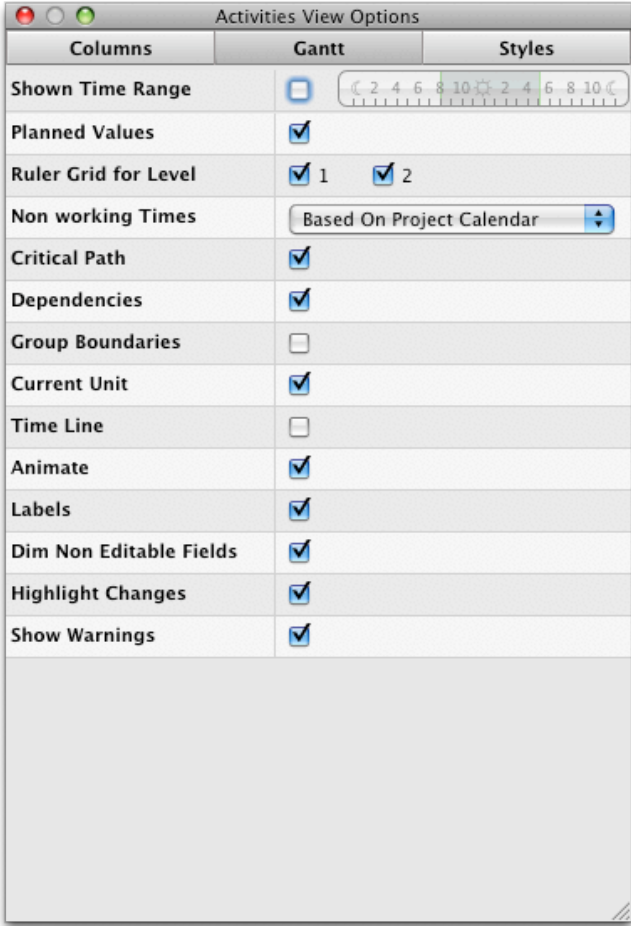 Activities View Options
Columns Gantt Styles
Shown Time Range 2 4 6 8 10 2 4 6 8 10
Planned Values
Ruler Grid for Level 1 2
Non working Times Based On Project Calendar
Critical Path
Dependencies
Group Boundaries
Current Unit
Time Line
Animate
Labels
Dim Non Editable Fields
Highlight Changes
Show Warnings